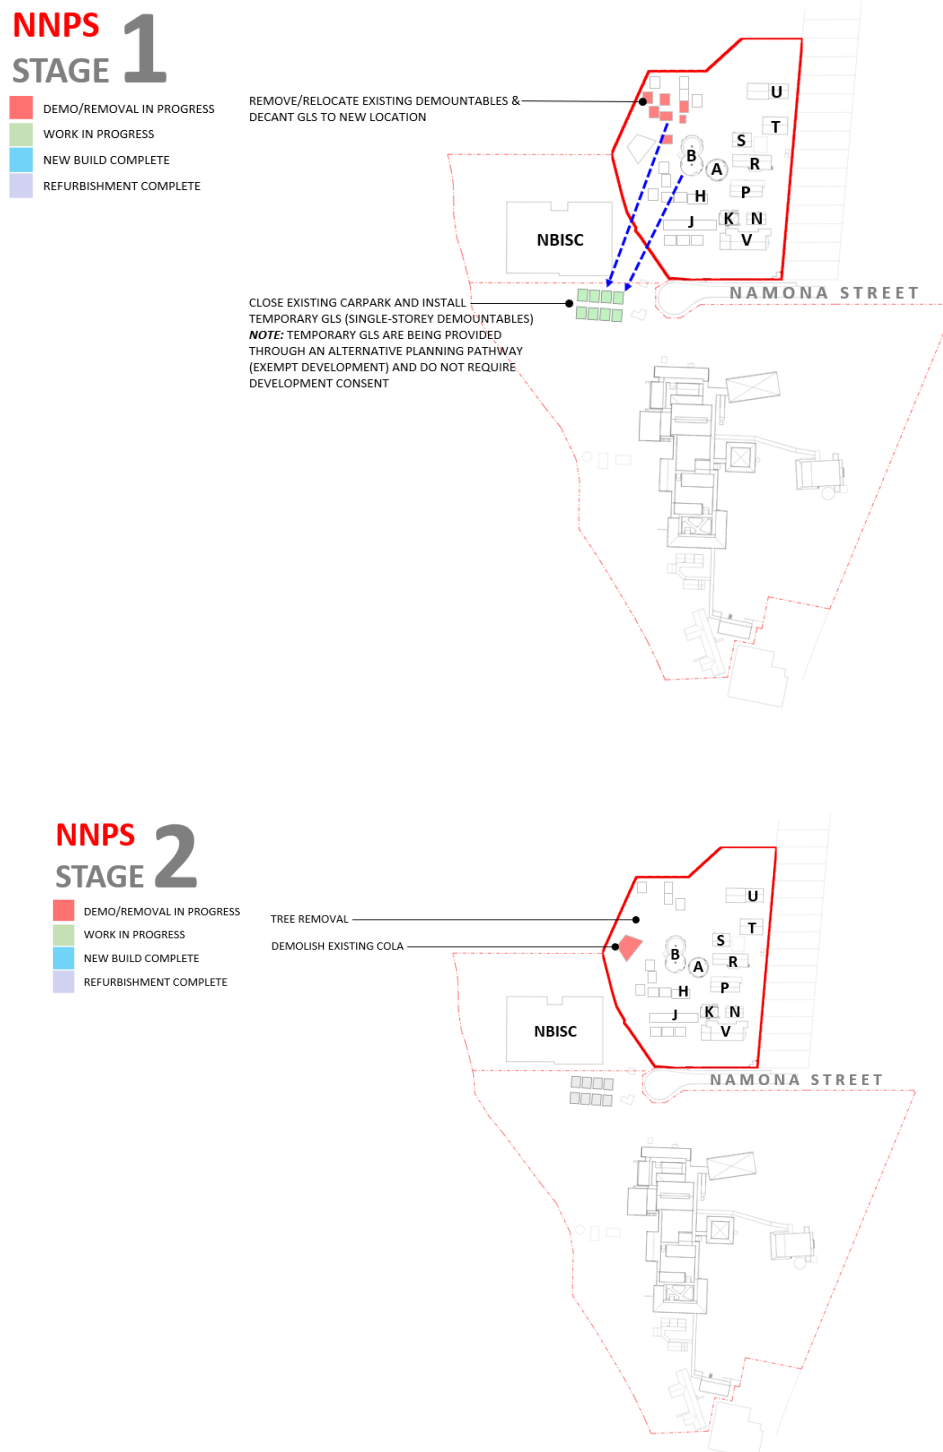 NNPS
STAGE 1
DEMO/REMOVAL IN PROGRESS
WORK IN PROGRESS
NEW BUILD COMPLETE
REFURBISHMENT COMPLETE
REMOVE/RELOCATE EXISTING DEMOUNTABLES &
DECANT GLS TO NEW LOCATION
U
T
S
B
R
A
P
H
K
N
J
V
NBISC
NAMONA STREET
CLOSE EXISTING CARPARK AND INSTALL
TEMPORARY GLS (SINGLE-STOREY DEMOUNTABLES)
NOTE: TEMPORARY GLS ARE BEING PROVIDED
THROUGH AN ALTERNATIVE PLANNING PATHWAY
(EXEMPT DEVELOPMENT) AND DO NOT REQUIRE
DEVELOPMENT CONSENT
NNPS
STAGE 2
DEMO/REMOVAL IN PROGRESS
WORK IN PROGRESS
NEW BUILD COMPLETE
REFURBISHMENT COMPLETE
TREE REMOVAL
DEMOLISH EXISTING COLA
U
T
S
B
R
A
P
H
K
N
J
V
NBISC
NAMONA STREET